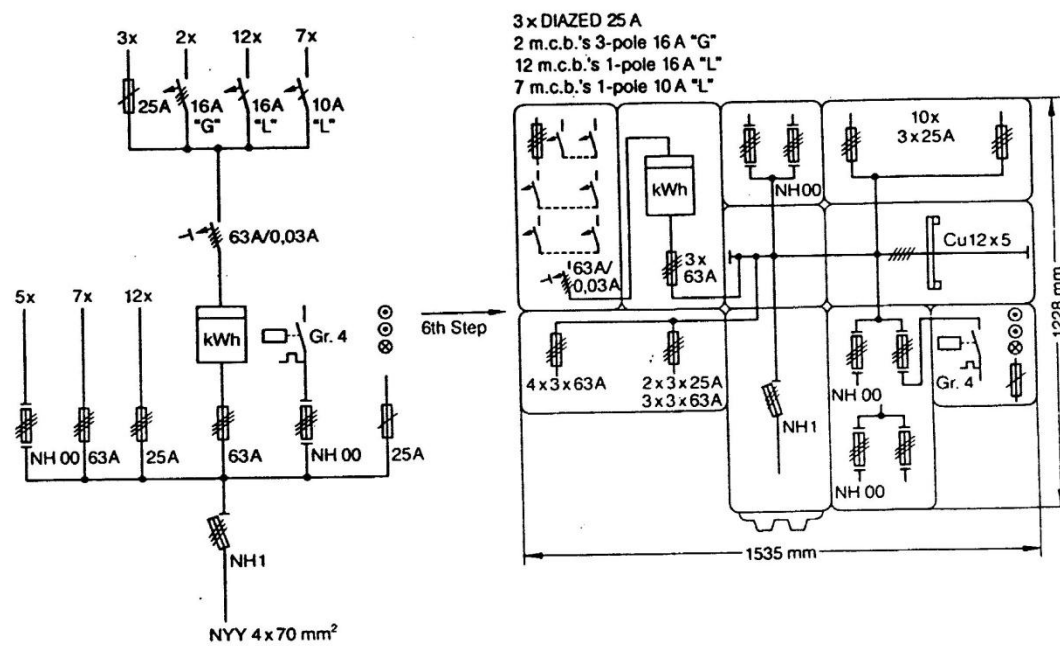 3x 2x 12x 7x
25A 16A "G" 16A "L" 10A "L"
63A/0,03A
5x 7x 12x
kWh
Gr. 4
NH 00 63A 25A 63A NH 00 25A
NH1
NYY 4x70 mm²
6th Step
3 x DIAZED 25 A
2 m.c.b.'s 3-pole 16 A "G"
12 m.c.b.'s 1-pole 16 A "L"
7 m.c.b.'s 1-pole 10 A "L"
kWh
NH00
10x
3x25A
63A/
0,03A
3x
63A
Cu12x5
4x3x63A
2x3x25A
3x3x63A
NH1
NH 00
Gr. 4
NH 00
1228 mm
1535 mm